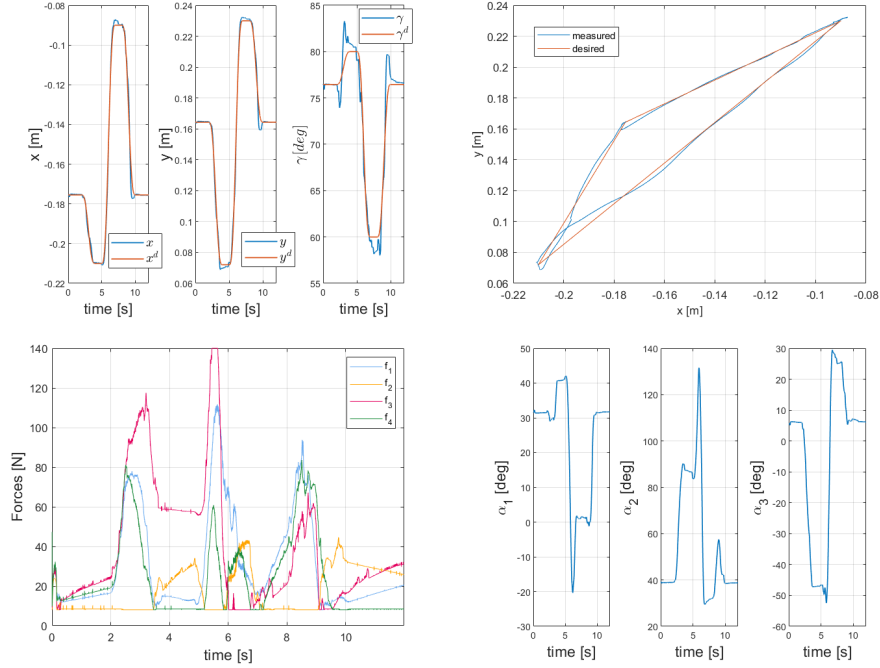 -0.08
-0.1
-0.12
-0.14
-0.16
-0.18
-0.2
-0.22
x [m]
0 5 10
time [s]
x
x^d
0.24
0.22
0.2
0.18
0.16
0.14
0.12
0.1
0.08
0.06
y [m]
0 5 10
time [s]
y
y^d
85
80
75
70
65
60
55
γ[deg]
0 5 10
time [s]
γ
γ^d
0.24
0.22
0.2
0.18
0.16
0.14
0.12
0.1
0.08
0.06
y [m]
-0.22 -0.2 -0.18 -0.16 -0.14 -0.12 -0.1 -0.08
x [m]
measured
desired
140
120
100
80
60
40
20
0
Forces [N]
0 2 4 6 8 10
time [s]
f₁
f₂
f₃
f₄
50
40
30
20
10
0
-10
-20
-30
α₁ [deg]
0 5 10
time [s]
140
120
100
80
60
40
20
α₂ [deg]
0 5 10
time [s]
30
20
10
0
-10
-20
-30
-40
-50
-60
α₃ [deg]
0 5 10
time [s]